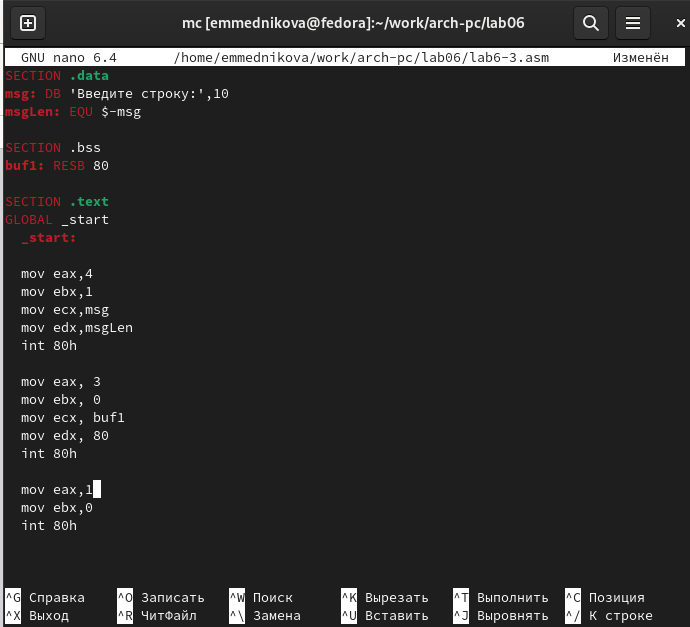 mc [emmednikova@fedora]:~/work/arch-pc/lab06
GNU nano 6.4 /home/emmednikova/work/arch-pc/lab06/lab6-3.asm Изменён
SECTION .data
msg: DB 'Введите строку:',10
msgLen: EQU $-msg
SECTION .bss
buf1: RESB 80
SECTION .text
GLOBAL _start
_start:
mov eax,4
mov ebx,1
mov ecx,msg
mov edx,msgLen
int 80h
mov eax, 3
mov ebx, 0
mov ecx, buf1
mov edx, 80
int 80h
mov eax,1
mov ebx,0
int 80h
^G Справка ^O Записать ^W Поиск ^K Вырезать ^T Выполнить ^C Позиция
^X Выход ^R ЧитФайл ^\ Замена ^U Вставить ^J Выровнять ^/ К строке